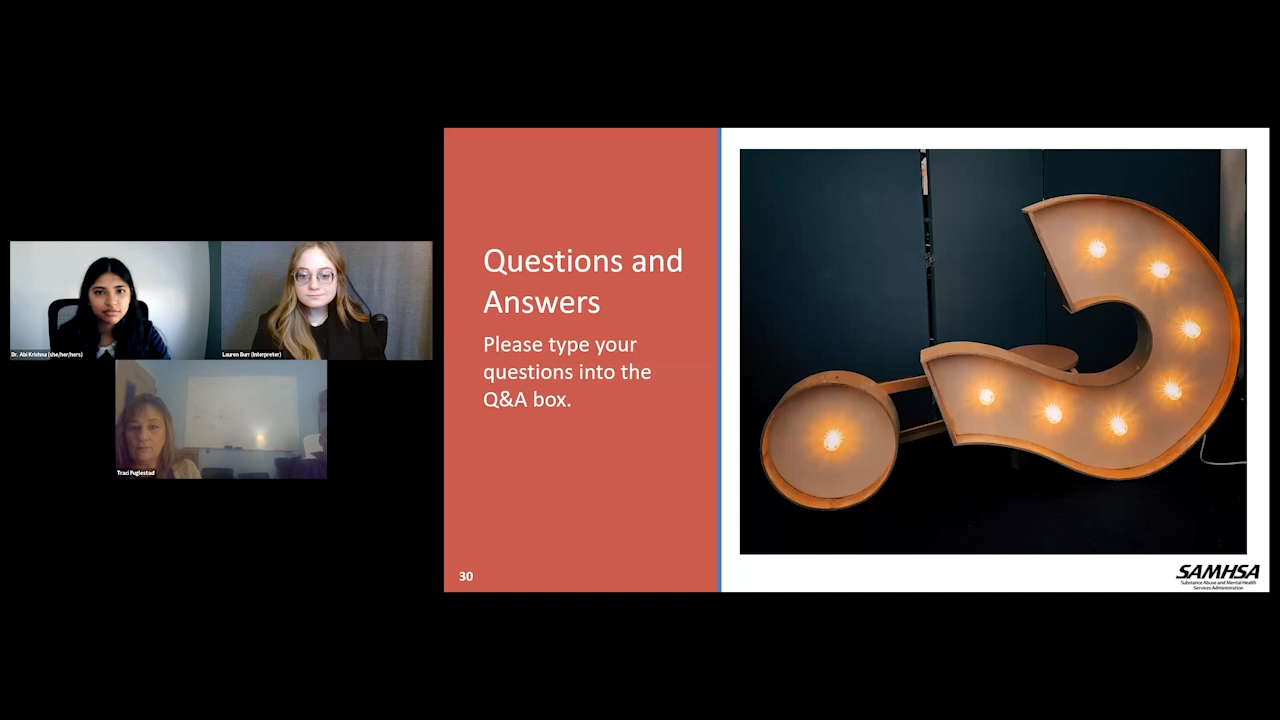 Dr. Abi Krishna (she/her/hers)
Lauren Burr (Interpreter)
Traci Fuglestad
Questions and
Answers
Please type your
questions into the
Q&A box.
30
SAMHSA
Substance Abuse and Mental Health
Services Administration